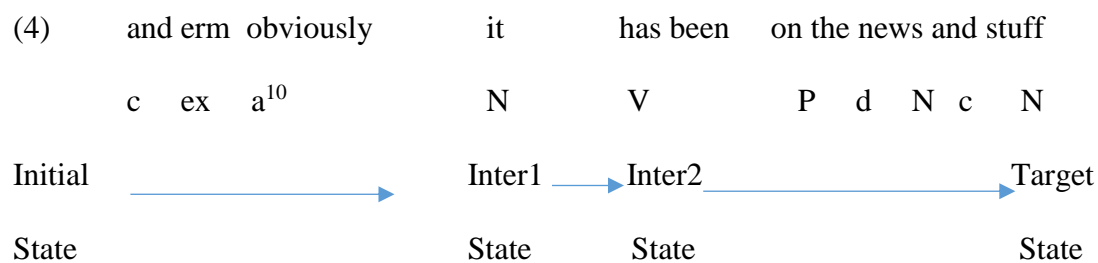 (4) and erm obviously it has been on the news and stuff
c ex a10 N V P d N c N
Initial Inter1 Inter2 Target
State State State State